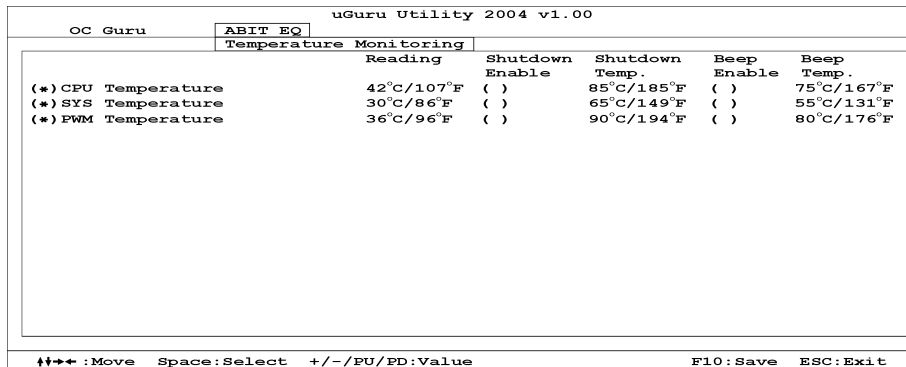 uGuru Utility 2004 v1.00
OC Guru ABIT EQ
Temperature Monitoring
Reading Shutdown Shutdown Beep Beep
Enable Temp. Enable Temp.
(*)CPU Temperature 42°C/107°F ( ) 85°C/185°F ( ) 75°C/167°F
(*)SYS Temperature 30°C/86°F ( ) 65°C/149°F ( ) 55°C/131°F
(*)PWM Temperature 36°C/96°F ( ) 90°C/194°F ( ) 80°C/176°F
↑↓→←:Move Space:Select +/-/PU/PD:Value F10:Save ESC:Exit